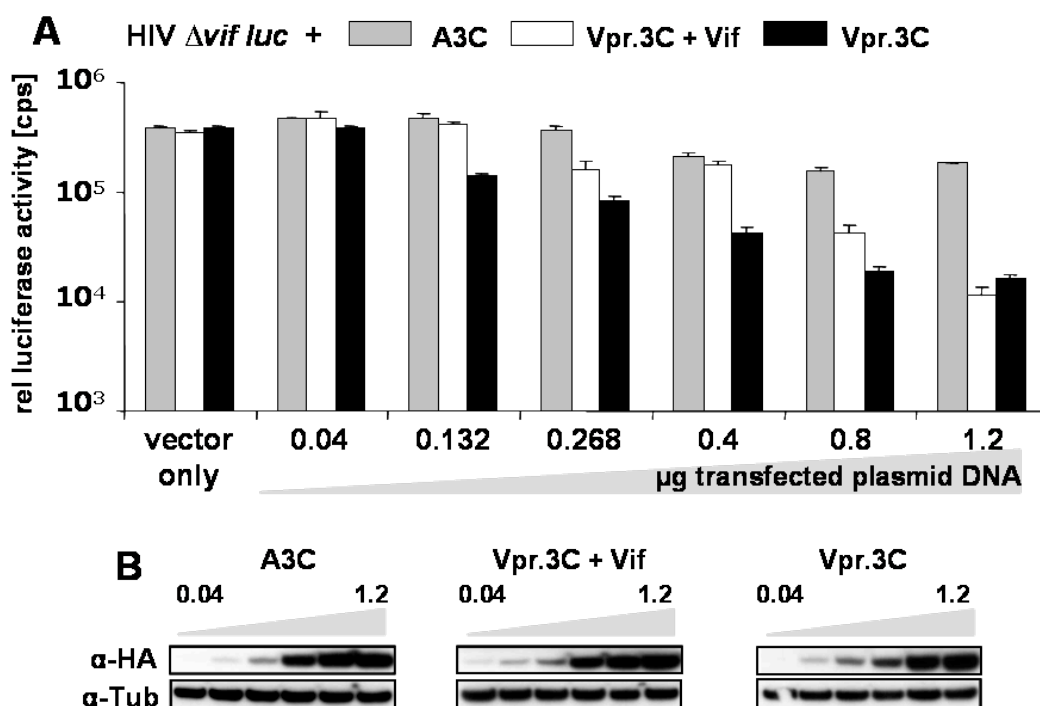 A HIV Δvif luc + A3C Vpr.3C + Vif Vpr.3C
rel luciferase activity [cps]
10⁶
10⁵
10⁴
10³
vector only 0.04 0.132 0.268 0.4 0.8 1.2
µg transfected plasmid DNA
B A3C Vpr.3C + Vif Vpr.3C
0.04 1.2 0.04 1.2 0.04 1.2
α-HA
α-Tub